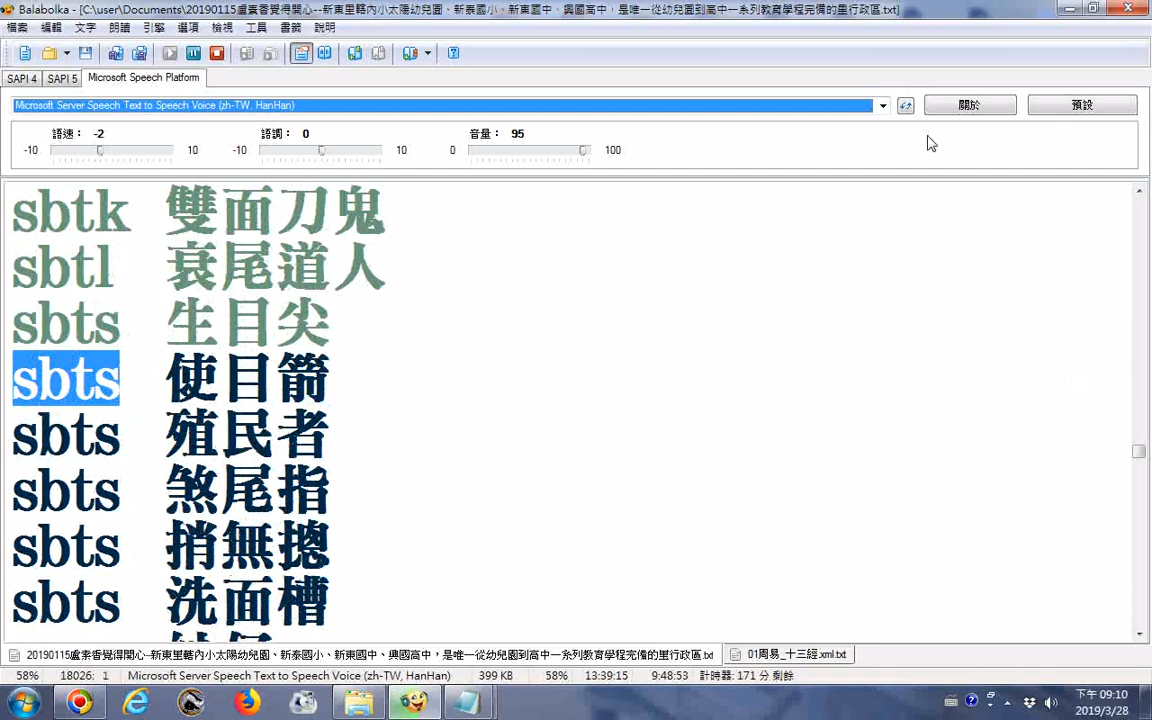 Balabolka - [C:\user\Documents\20190115盧素香覺得開心--新東里轄內小太陽幼兒園、新泰國小、新東國中、興國高中，是唯一從幼兒園到高中一系列教育學程完備的里行政區.txt]
檔案 編輯 文字 朗讀 引擎 選項 檢視 工具 書籤 說明
SAPI 4 SAPI 5 Microsoft Speech Platform
Microsoft Server Speech Text to Speech Voice (zh-TW, HanHan) 關於 預設
語速： -2 語調： 0 音量： 95
-10 10 -10 10 0 100
sbtk 雙面刀鬼
sbtl 衰尾道人
sbts 生目尖
sbts 使目箭
sbts 殖民者
sbts 煞尾指
sbts 捎無摠
sbts 洗面槽
20190115盧素香覺得開心--新東里轄內小太陽幼兒園、新泰國小、新東國中、興國高中，是唯一從幼兒園到高中一系列教育學程完備的里行政區.txt 01周易_十三經.xml.txt
58% 18026: 1 Microsoft Server Speech Text to Speech Voice (zh-TW, HanHan) 399 KB 58% 13:39:15 9:48:53 計時器: 171 分 剩餘
下午 09:10
2019/3/28